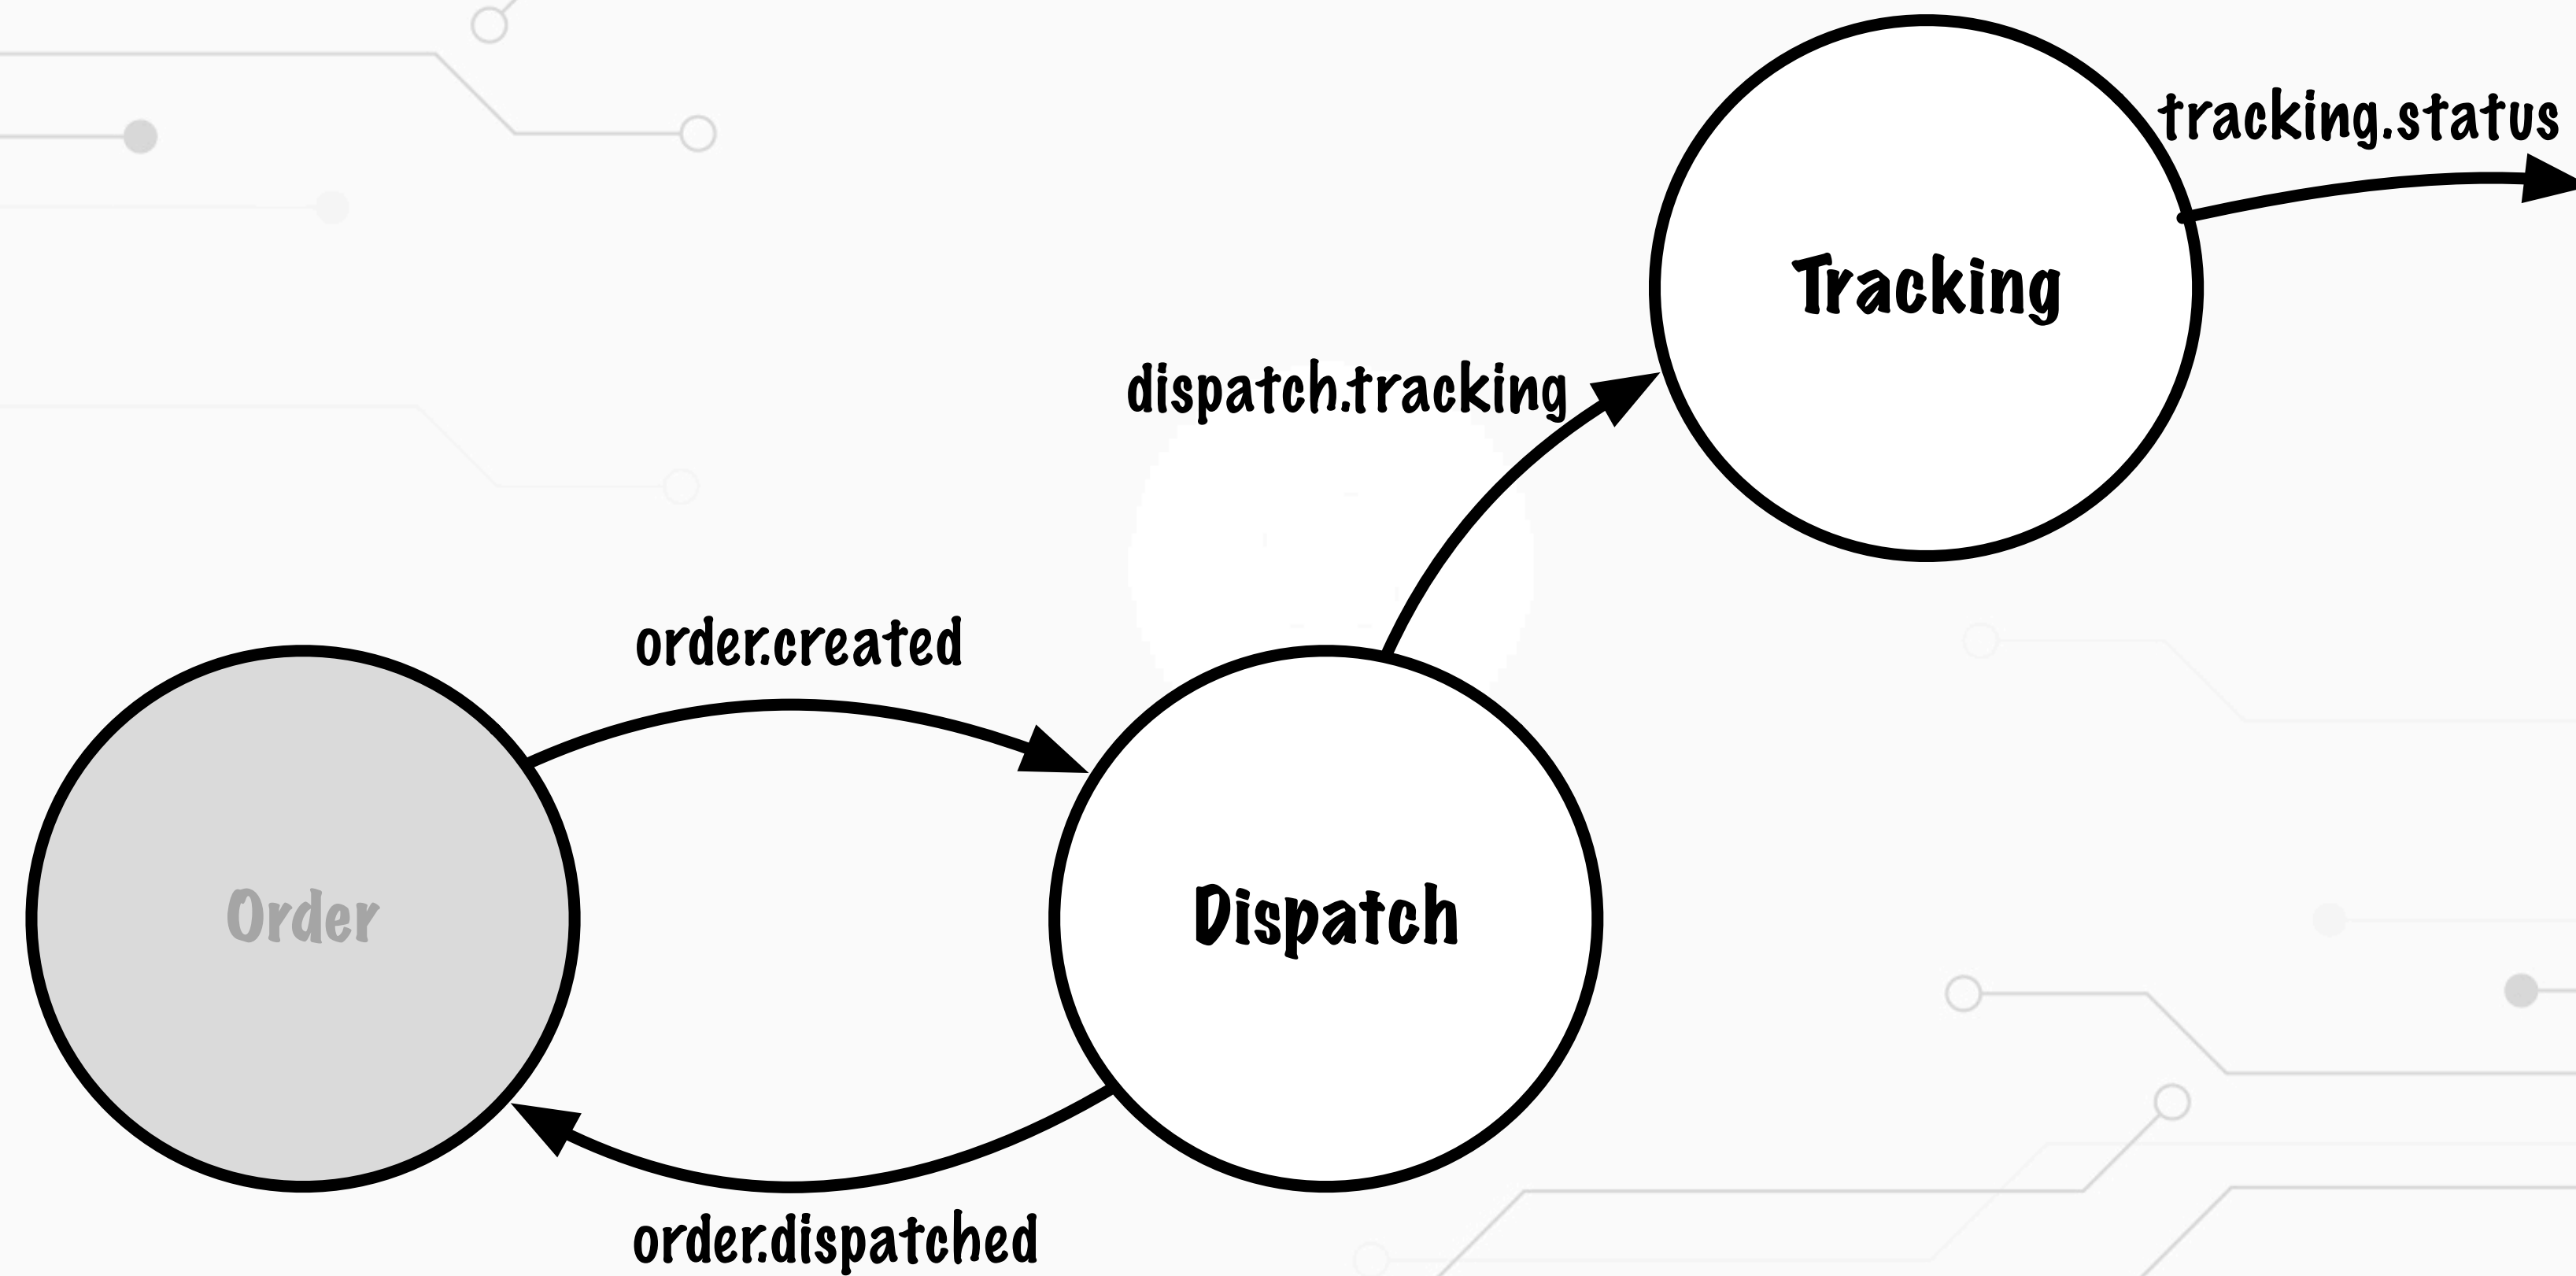 tracking.status
Tracking
dispatch.tracking
order.created
Order
Dispatch
order.dispatched